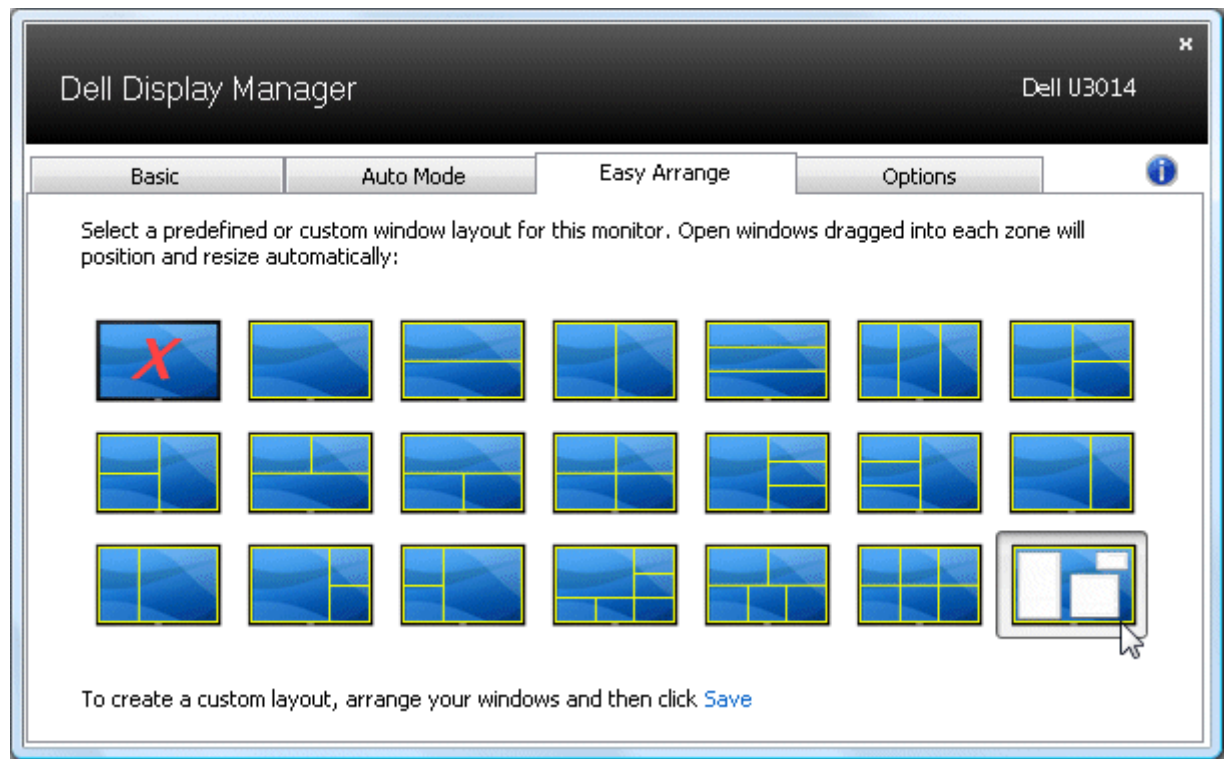 Dell Display Manager
Dell U3014
Basic
Auto Mode
Easy Arrange
Options
Select a predefined or custom window layout for this monitor. Open windows dragged into each zone will
position and resize automatically:
X
To create a custom layout, arrange your windows and then click Save